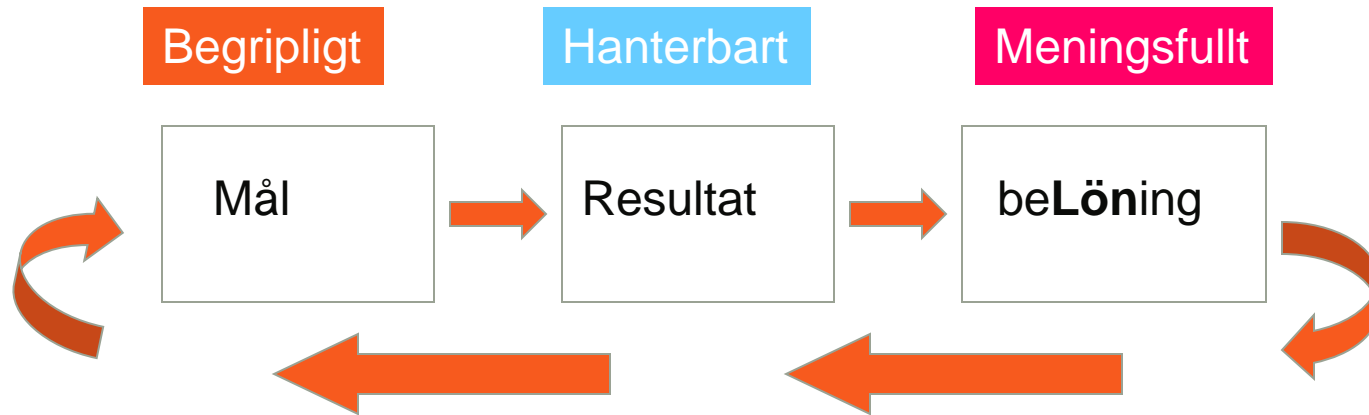 Begripligt
Hanterbart
Meningsfullt
Mål
Resultat
beLöning